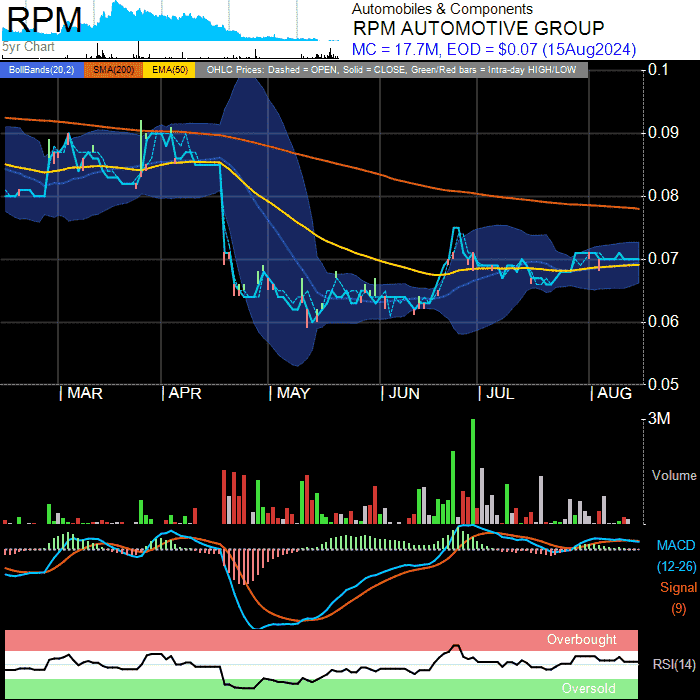 RPM
5yr Chart
Automobiles & Components
RPM AUTOMOTIVE GROUP
MC = 17.7M, EOD = $0.07 (15Aug2024)
BollBands(20,2) SMA(200) EMA(50) OHLC Prices: Dashed = OPEN, Solid = CLOSE, Green/Red bars = Intra-day HIGH/LOW
0.1
0.09
0.08
0.07
0.06
0.05
MAR APR MAY JUN JUL AUG
3M
Volume
MACD
(12-26)
Signal
(9)
Overbought
RSI(14)
Oversold